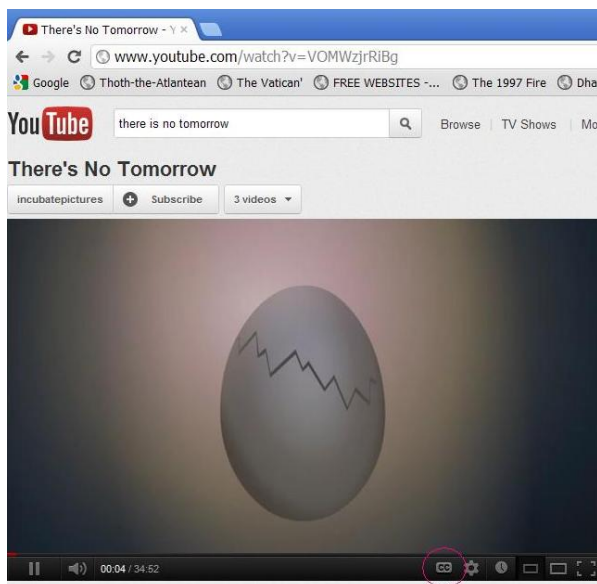 There's No Tomorrow - Y
www.youtube.com/watch?v=VOMWzjrRiBg
Google Thoth-the-Atlantean The Vatican' FREE WEBSITES -... The 1997 Fire Dha
YouTube there is no tomorrow Browse TV Shows Mo
There's No Tomorrow
incubatepictures Subscribe 3 videos
00:04 / 34:52 CC